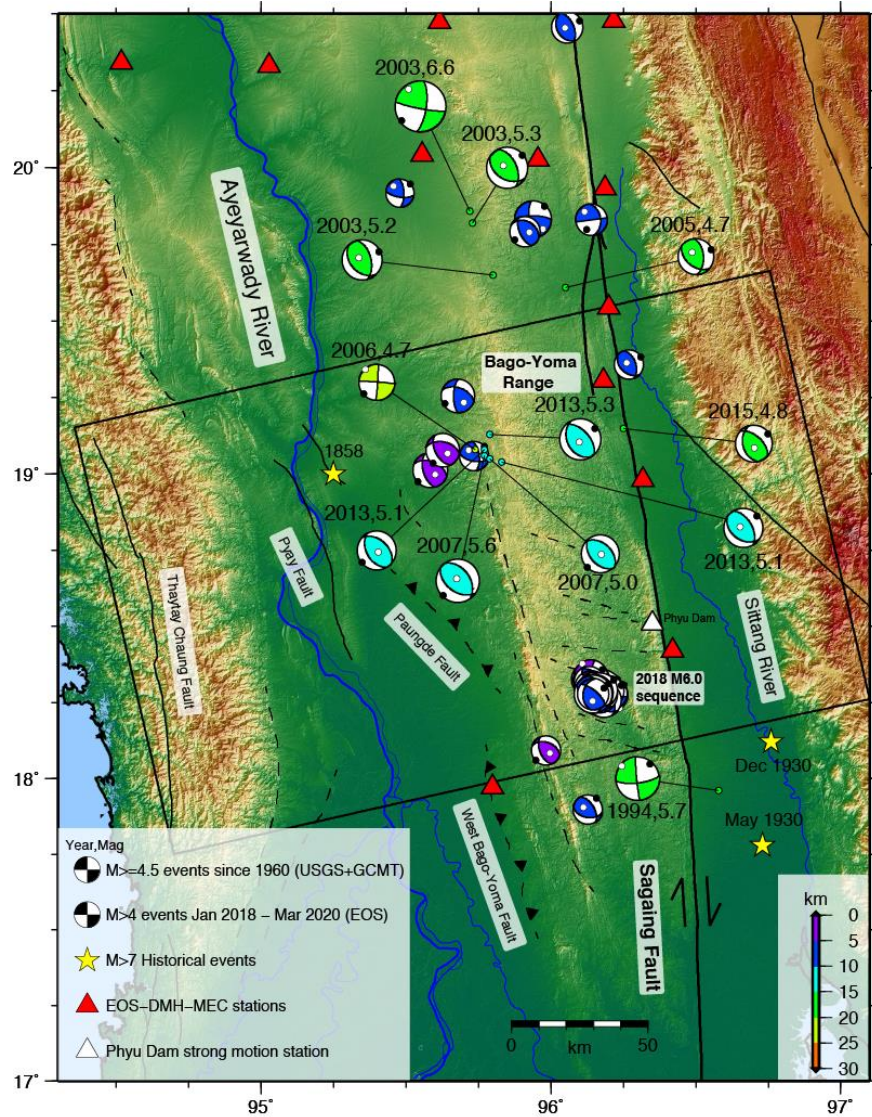 2003,6.6
2003,5.3
20°
Ayeyarwady River
2003,5.2
2005,4.7
2006,4.7
Bago-Yoma
Range
2013,5.3
2015,4.8
1858
19°
2013,5.1
2007,5.6
2007,5.0
2013,5.1
Pyay Fault
Thaytay Chaung Fault
Paungde Fault
Phyu Dam
Sittang River
2018 M6.0
sequence
Dec 1930
18°
1994,5.7
May 1930
West Bago-Yoma Fault
Sagaing Fault
Year,Mag
M>=4.5 events since 1960 (USGS+GCMT)
M>4 events Jan 2018 – Mar 2020 (EOS)
M>7 Historical events
EOS–DMH–MEC stations
Phyu Dam strong motion station
km
0
5
10
15
20
25
30
0 50
km
17°
95° 96° 97°